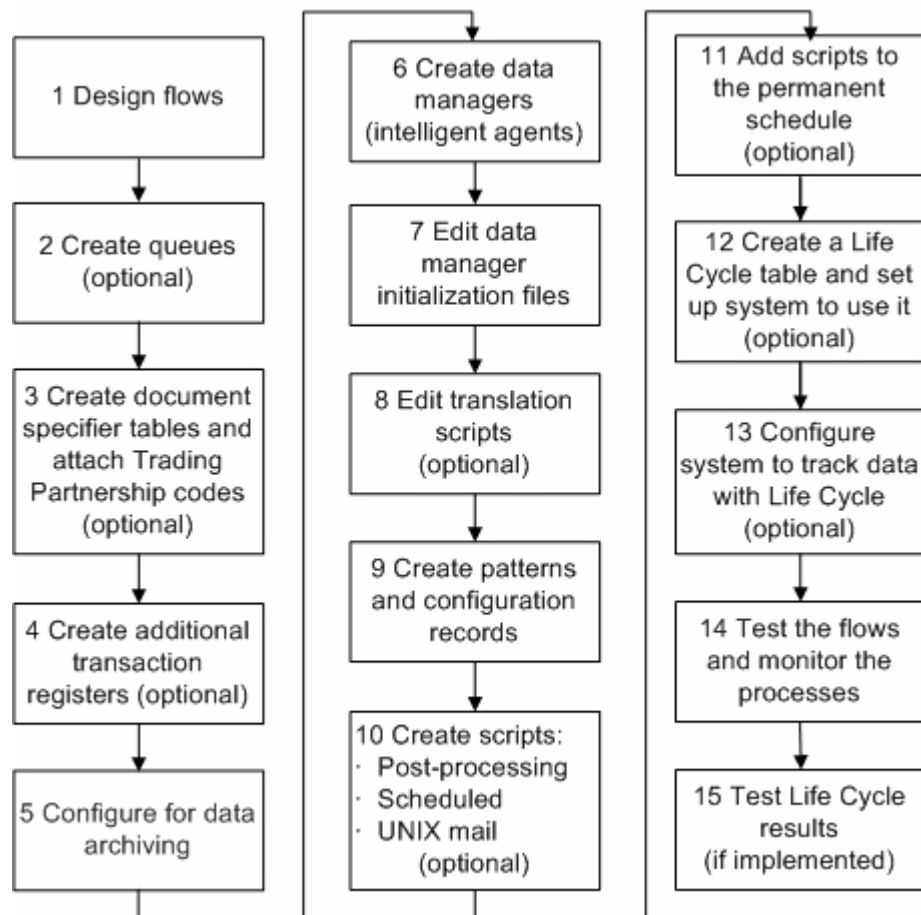 1 Design flows
2 Create queues
(optional)
3 Create document
specifier tables and
attach Trading
Partnership codes
(optional)
4 Create additional
transaction
registers (optional)
5 Configure for data
archiving
6 Create data
managers
(intelligent agents)
7 Edit data
manager
initialization files
8 Edit translation
scripts
(optional)
9 Create patterns
and configuration
records
10 Create scripts:
· Post-processing
· Scheduled
· UNIX mail
(optional)
11 Add scripts to
the permanent
schedule
(optional)
12 Create a Life
Cycle table and set
up system to use it
(optional)
13 Configure
system to track data
with Life Cycle
(optional)
14 Test the flows
and monitor the
processes
15 Test Life Cycle
results
(if implemented)